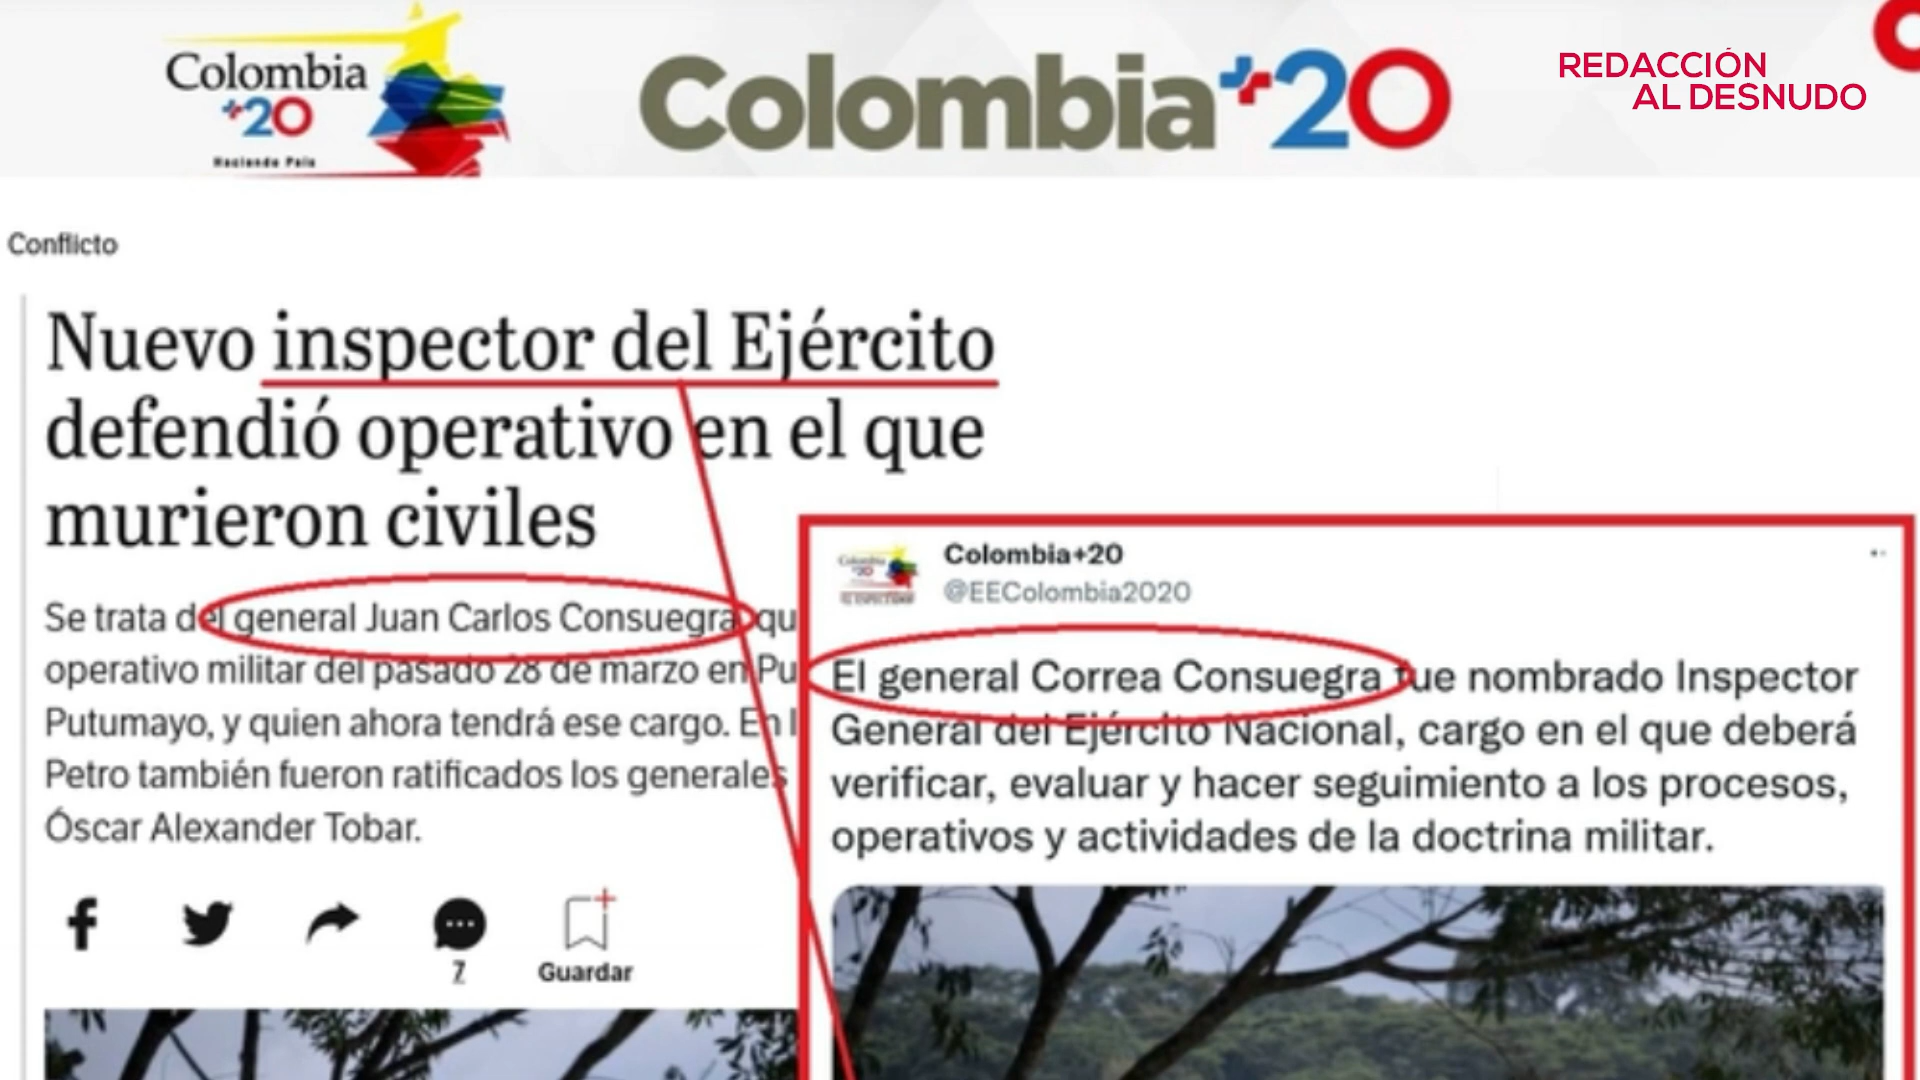 Colombia
+20
Haciendo País
Colombia+20
REDACCIÓN
AL DESNUDO
Conflicto
Nuevo inspector del Ejército
defendió operativo en el que
murieron civiles
Se trata del general Juan Carlos Consuegra, qu
operativo militar del pasado 28 de marzo en Pu
Putumayo, y quien ahora tendrá ese cargo. En l
Petro también fueron ratificados los generales
Óscar Alexander Tobar.
7
Guardar
Colombia
+20
Colombia+20
@EEColombia2020
El general Correa Consuegra fue nombrado Inspector
General del Ejército Nacional, cargo en el que deberá
verificar, evaluar y hacer seguimiento a los procesos,
operativos y actividades de la doctrina militar.